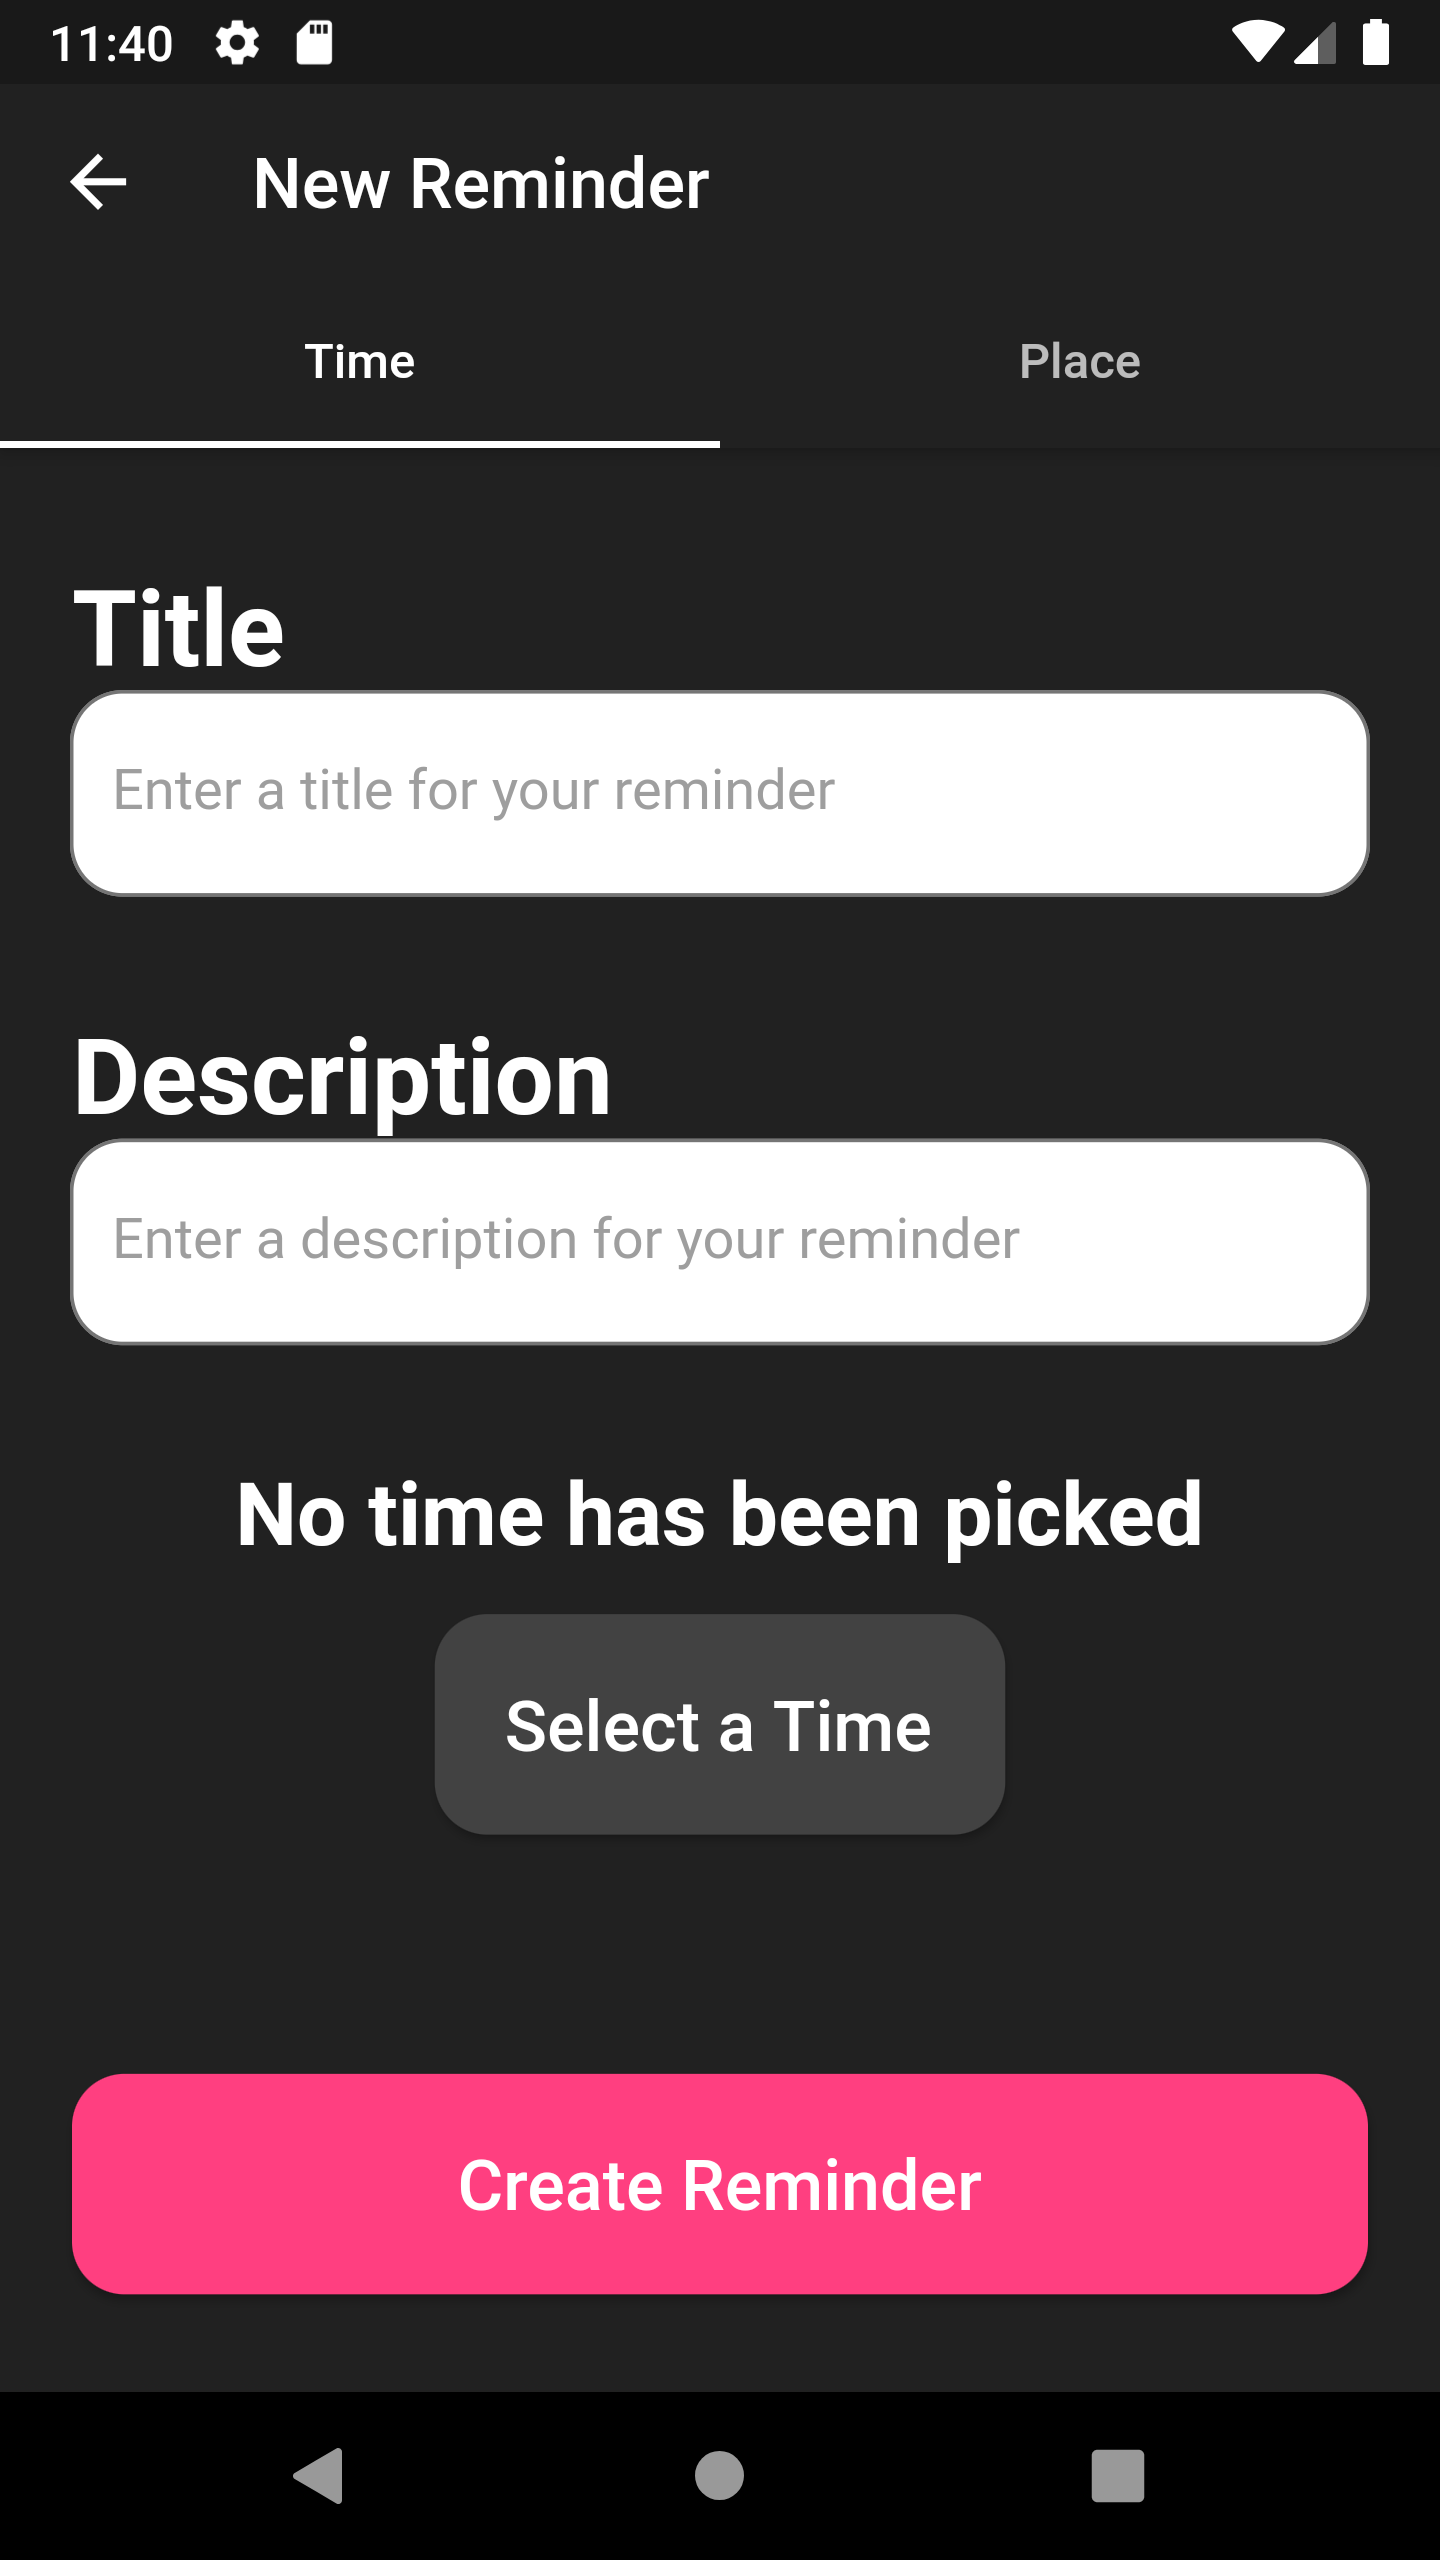 11:40
New Reminder
Time
Place
Title
Enter a title for your reminder
Description
Enter a description for your reminder
No time has been picked
Select a Time
Create Reminder